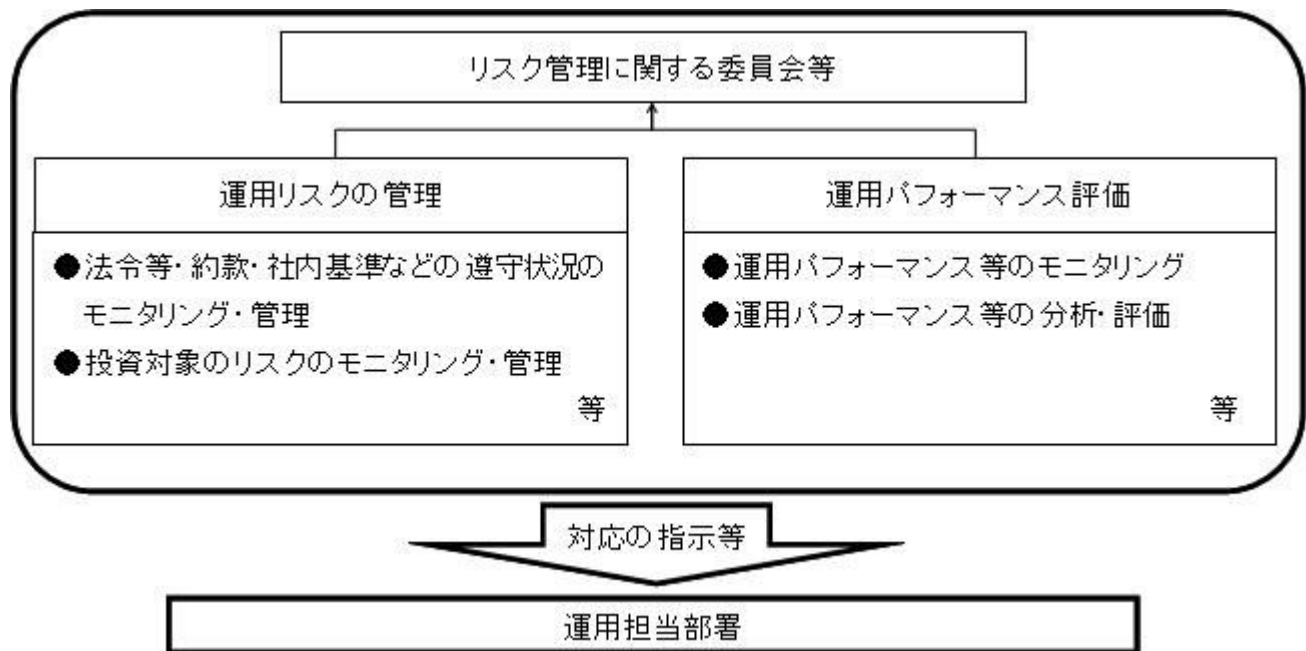 リスク管理に関する委員会等
運用リスクの管理
●法令等・約款・社内基準などの遵守状況の
モニタリング・管理
●投資対象のリスクのモニタリング・管理
等
運用パフォーマンス評価
●運用パフォーマンス等のモニタリング
●運用パフォーマンス等の分析・評価
等
対応の指示等
運用担当部署